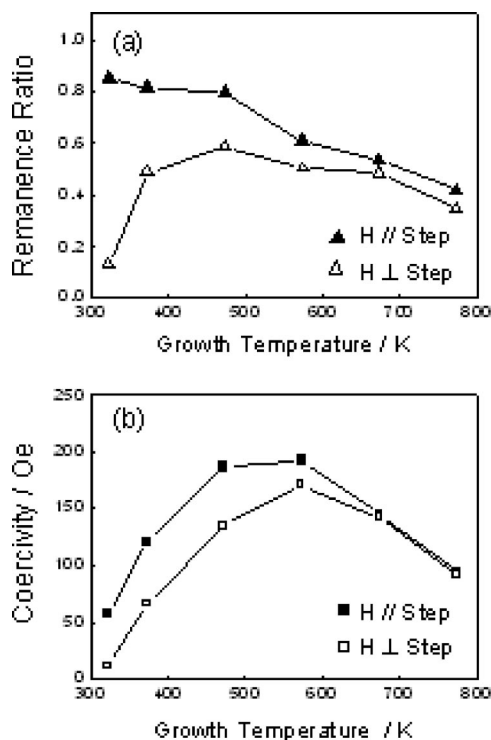 (a)
1.0
0.8
0.6
0.4
0.2
0.0
Remanence Ratio
H // Step
H ⊥ Step
300 400 500 600 700 800
Growth Temperature / K
(b)
250
200
150
100
50
0
Coercivity / Oe
H // Step
H ⊥ Step
300 400 500 600 700 800
Growth Temperature / K